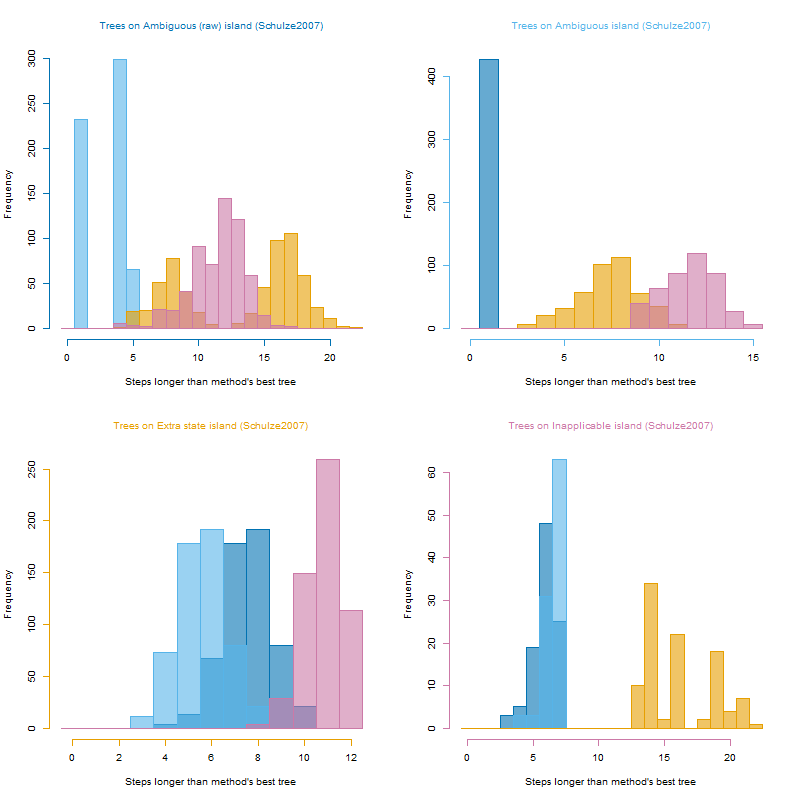 Trees on Ambiguous (raw) island (Schulze2007)
Frequency
0 50 100 150 200 250 300
0 5 10 15 20
Steps longer than method's best tree
Trees on Ambiguous island (Schulze2007)
Frequency
0 100 200 300 400
0 5 10 15
Steps longer than method's best tree
Trees on Extra state island (Schulze2007)
Frequency
0 50 100 150 200 250
0 2 4 6 8 10 12
Steps longer than method's best tree
Trees on Inapplicable island (Schulze2007)
Frequency
0 10 20 30 40 50 60
0 5 10 15 20
Steps longer than method's best tree